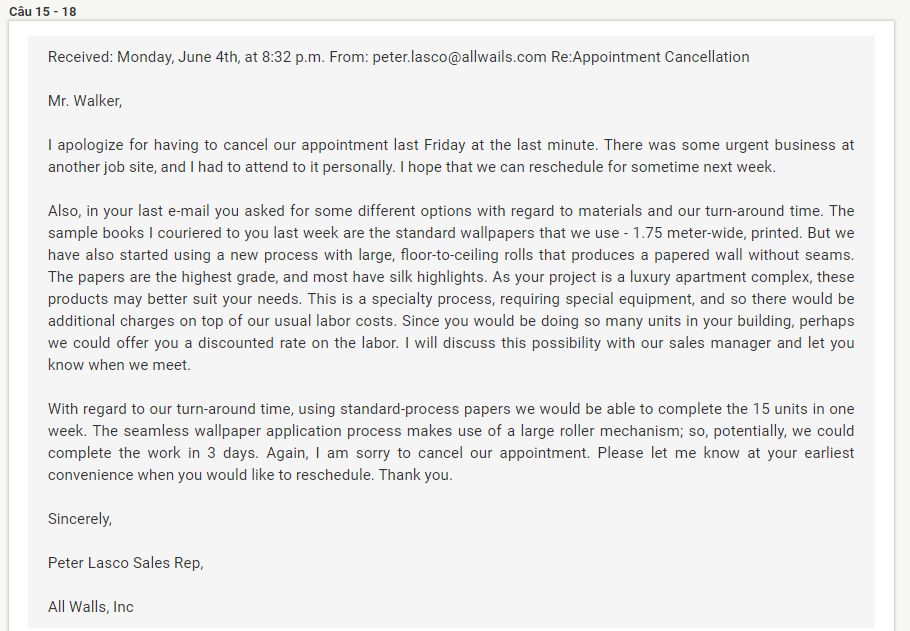 Câu 15 - 18
Received: Monday, June 4th, at 8:32 p.m. From: peter.lasco@allwails.com Re:Appointment Cancellation
Mr. Walker,
I apologize for having to cancel our appointment last Friday at the last minute. There was some urgent business at
another job site, and I had to attend to it personally. I hope that we can reschedule for sometime next week.
Also, in your last e-mail you asked for some different options with regard to materials and our turn-around time. The
sample books I couriered to you last week are the standard wallpapers that we use - 1.75 meter-wide, printed. But we
have also started using a new process with large, floor-to-ceiling rolls that produces a papered wall without seams.
The papers are the highest grade, and most have silk highlights. As your project is a luxury apartment complex, these
products may better suit your needs. This is a specialty process, requiring special equipment, and so there would be
additional charges on top of our usual labor costs. Since you would be doing so many units in your building, perhaps
we could offer you a discounted rate on the labor. I will discuss this possibility with our sales manager and let you
know when we meet.
With regard to our turn-around time, using standard-process papers we would be able to complete the 15 units in one
week. The seamless wallpaper application process makes use of a large roller mechanism; so, potentially, we could
complete the work in 3 days. Again, I am sorry to cancel our appointment. Please let me know at your earliest
convenience when you would like to reschedule. Thank you.
Sincerely,
Peter Lasco Sales Rep,
All Walls, Inc